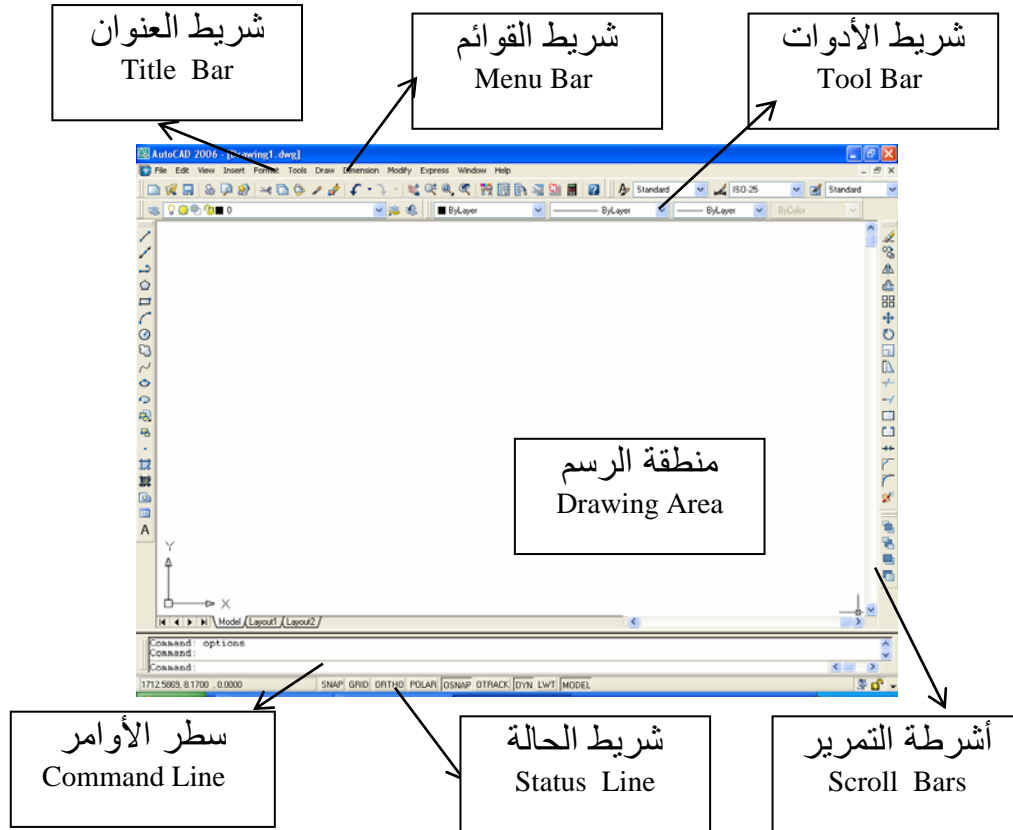 شريط العنوان
Title Bar
شريط القوائم
Menu Bar
شريط الأدوات
Tool Bar
AutoCAD 2006 - [Drawing1.dwg]
File Edit View Insert Format Tools Draw Dimension Modify Express Window Help
Standard ISO-25 Standard
0 ByLayer ByLayer ByLayer ByColor
منطقة الرسم
Drawing Area
A
Y
X
Model Layout1 Layout2
Command: options
Command:
Command:
1712.5869, 8.1700 , 0.0000 SNAP GRID ORTHO POLAR OSNAP OTRACK DYN LWT MODEL
سطر الأوامر
Command Line
شريط الحالة
Status Line
أشرطة التمرير
Scroll Bars